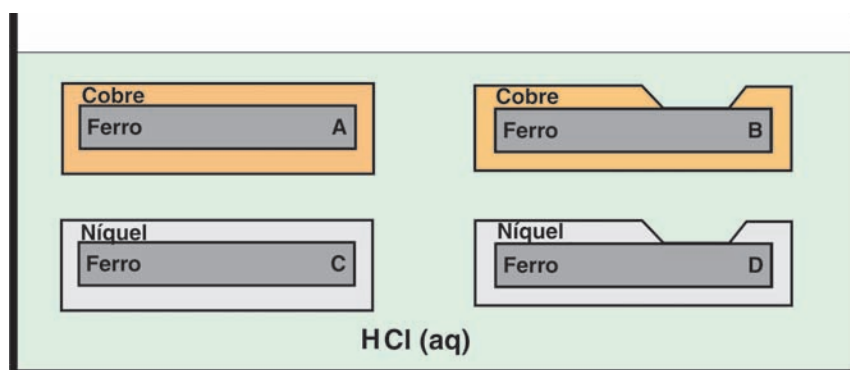 Cobre
Ferro A
Cobre
Ferro B
Níquel
Ferro C
Níquel
Ferro D
HCl (aq)